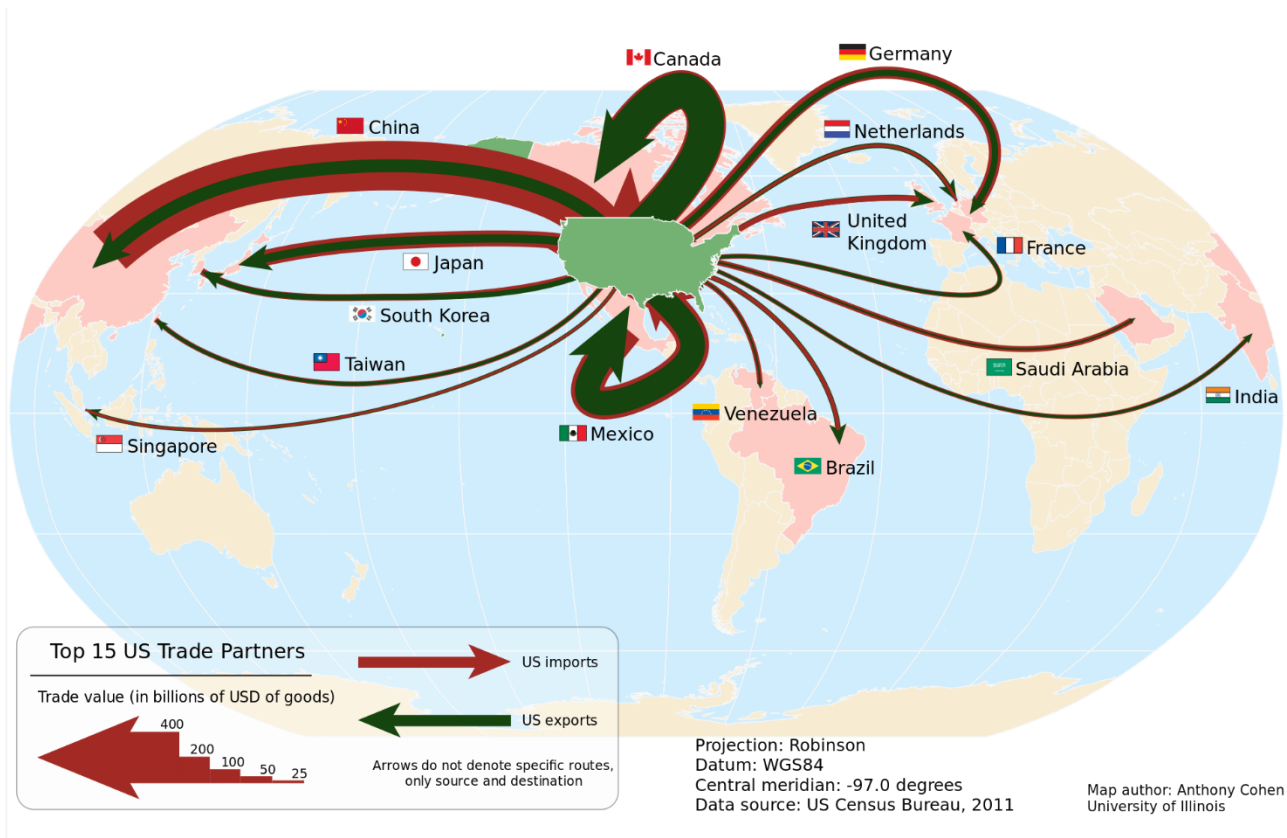 Canada
Germany
China
Netherlands
United
Kingdom
France
Japan
South Korea
Taiwan
Saudi Arabia
India
Venezuela
Mexico
Singapore
Brazil
Top 15 US Trade Partners
Trade value (in billions of USD of goods)
400
200
100
50
25
US imports
US exports
Arrows do not denote specific routes,
only source and destination
Projection: Robinson
Datum: WGS84
Central meridian: -97.0 degrees
Data source: US Census Bureau, 2011
Map author: Anthony Cohen
University of Illinois